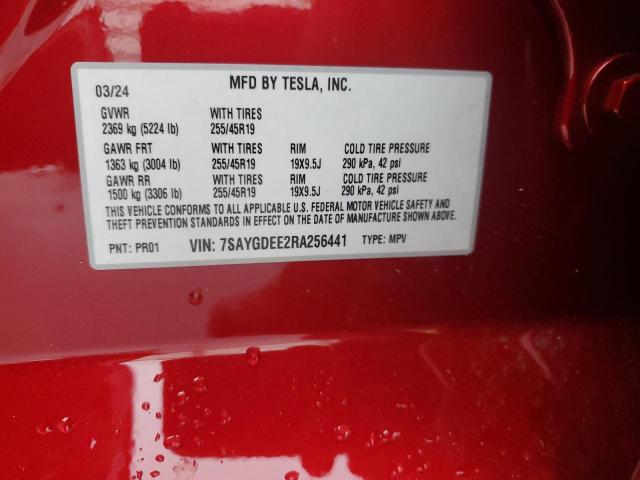 03/24 MFD BY TESLA, INC.
GVWR WITH TIRES
2369 kg (5224 lb) 255/45R19
GAWR FRT WITH TIRES RIM COLD TIRE PRESSURE
1363 kg (3004 lb) 255/45R19 19X9.5J 290 kPa, 42 psi
GAWR RR WITH TIRES RIM COLD TIRE PRESSURE
1500 kg (3306 lb) 255/45R19 19X9.5J 290 kPa, 42 psi
THIS VEHICLE CONFORMS TO ALL APPLICABLE U.S. FEDERAL MOTOR VEHICLE SAFETY AND
THEFT PREVENTION STANDARDS IN EFFECT ON THE DATE OF MANUFACTURE SHOWN ABOVE.
PNT: PR01 VIN: 7SAYGDEE2RA256441 TYPE: MPV